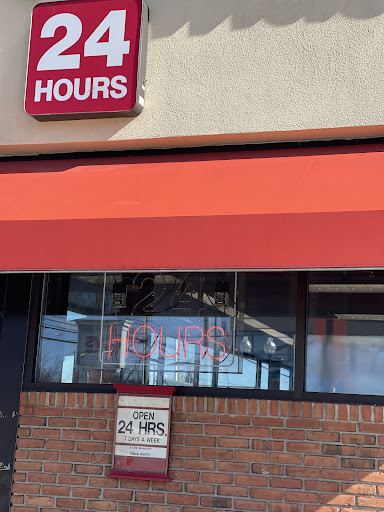 24
HOURS
24
HOURS
OPEN
24 HRS.
7 DAYS A WEEK